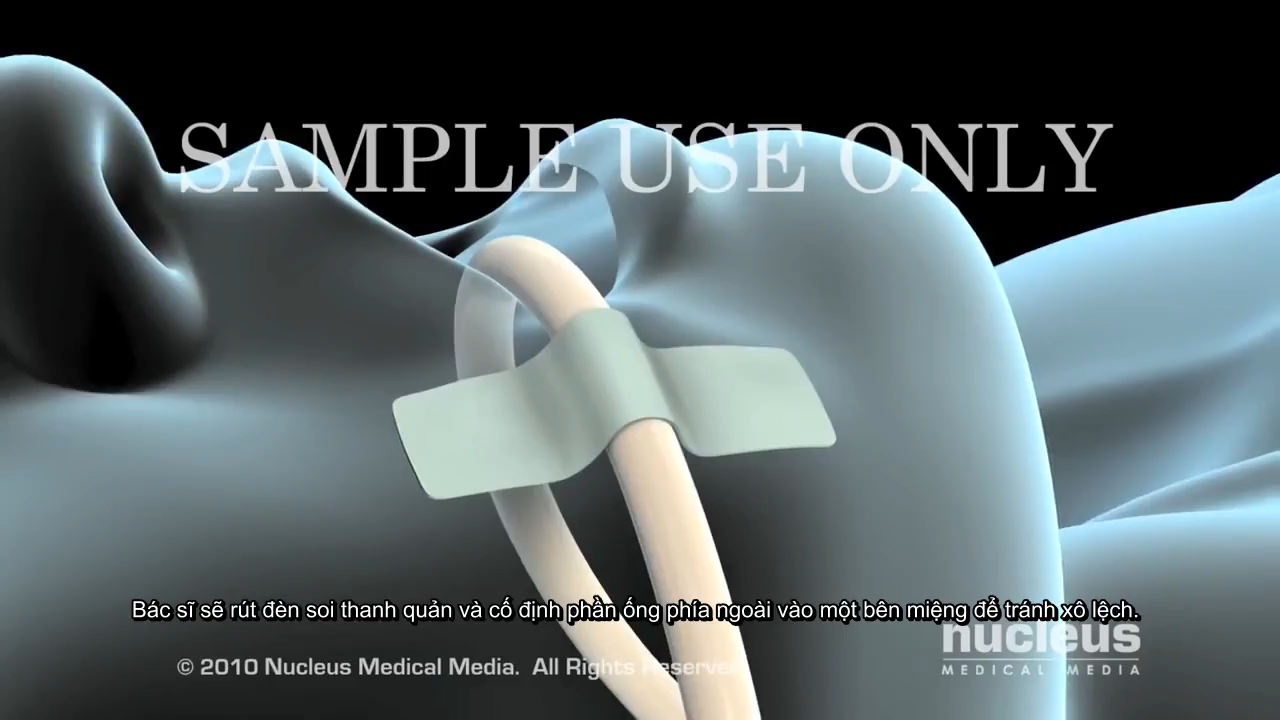 SAMPLE USE ONLY
Bác sĩ sẽ rút đèn soi thanh quản và cố định phần ống phía ngoài vào một bên miệng để tránh xô lệch.
nucleus
MEDICAL MEDIA
© 2010 Nucleus Medical Media. All Rights Reserved